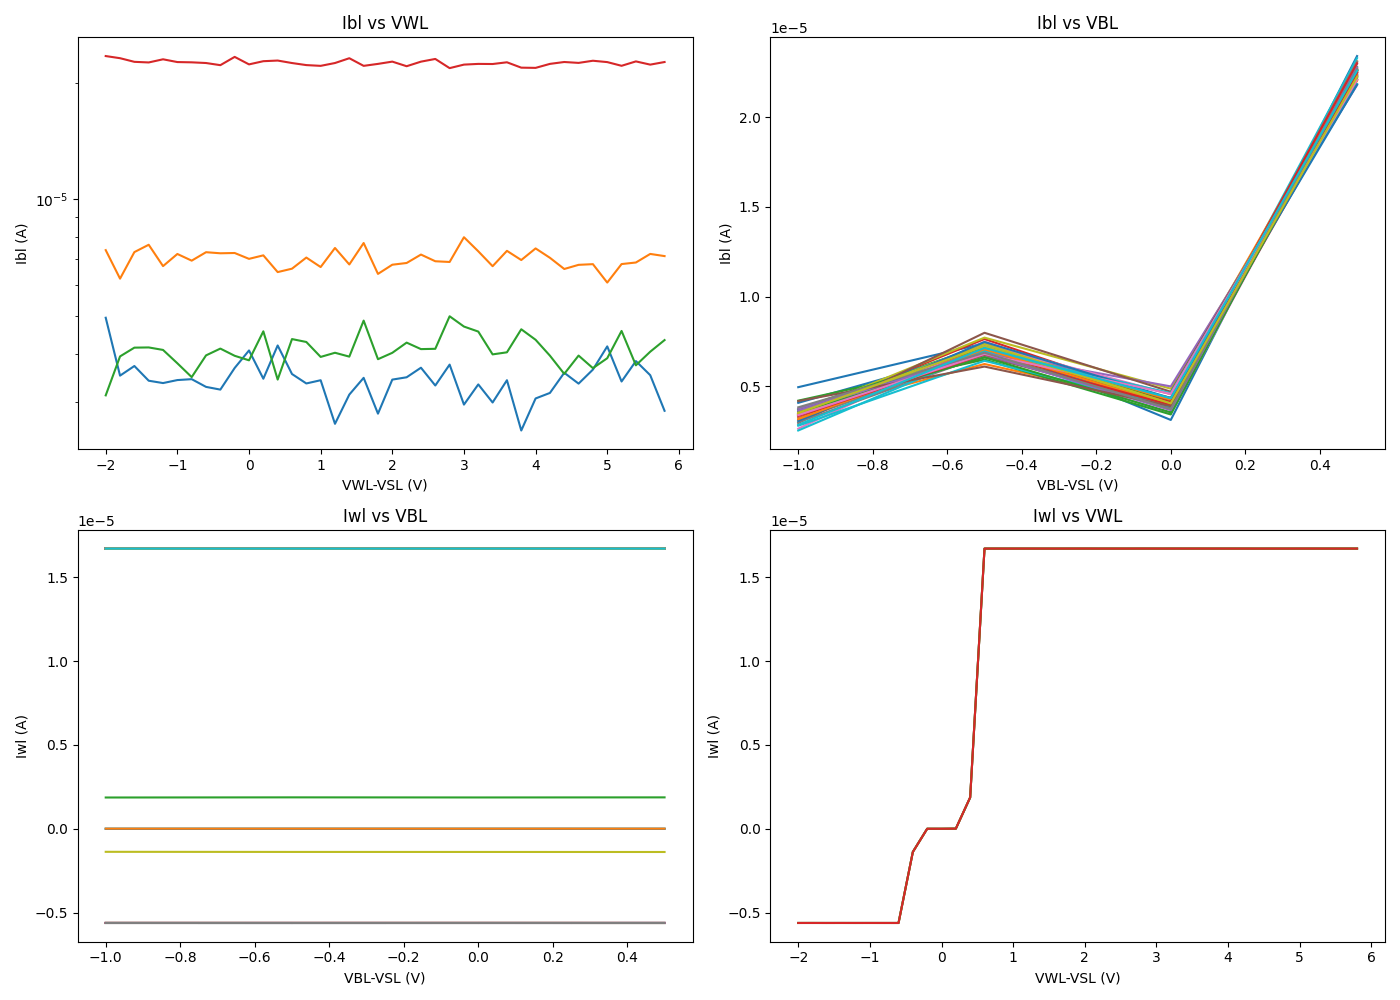 Ibl vs VWL
Ibl (A)
10−5
−2 −1 0 1 2 3 4 5 6
VWL-VSL (V)
Ibl vs VBL
1e−5
Ibl (A)
2.0
1.5
1.0
0.5
−1.0 −0.8 −0.6 −0.4 −0.2 0.0 0.2 0.4
VBL-VSL (V)
Iwl vs VBL
1e−5
Iwl (A)
1.5
1.0
0.5
0.0
−0.5
−1.0 −0.8 −0.6 −0.4 −0.2 0.0 0.2 0.4
VBL-VSL (V)
Iwl vs VWL
1e−5
Iwl (A)
1.5
1.0
0.5
0.0
−0.5
−2 −1 0 1 2 3 4 5 6
VWL-VSL (V)